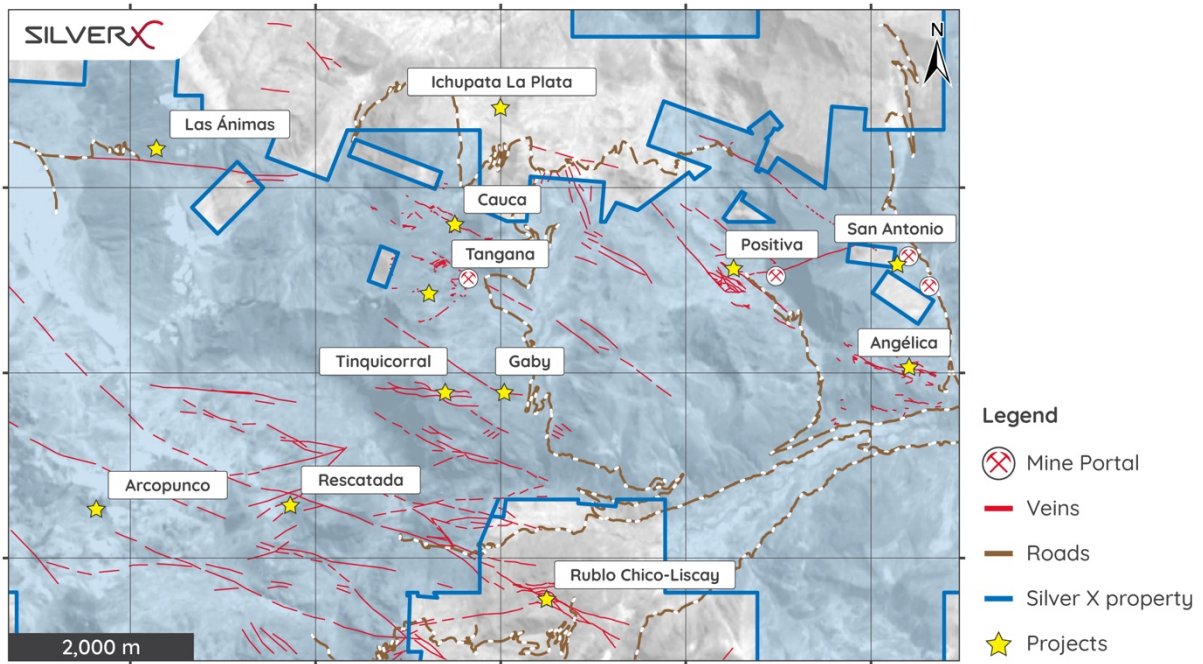 SILVERX
N
Ichupata La Plata
Las Ánimas
Cauca
San Antonio
Positiva
Tangana
Angélica
Tinquicorral
Gaby
Legend
Mine Portal
Rescatada
Arcopunco
Veins
Roads
Rublo Chico-Liscay
Silver X property
2,000 m
Projects